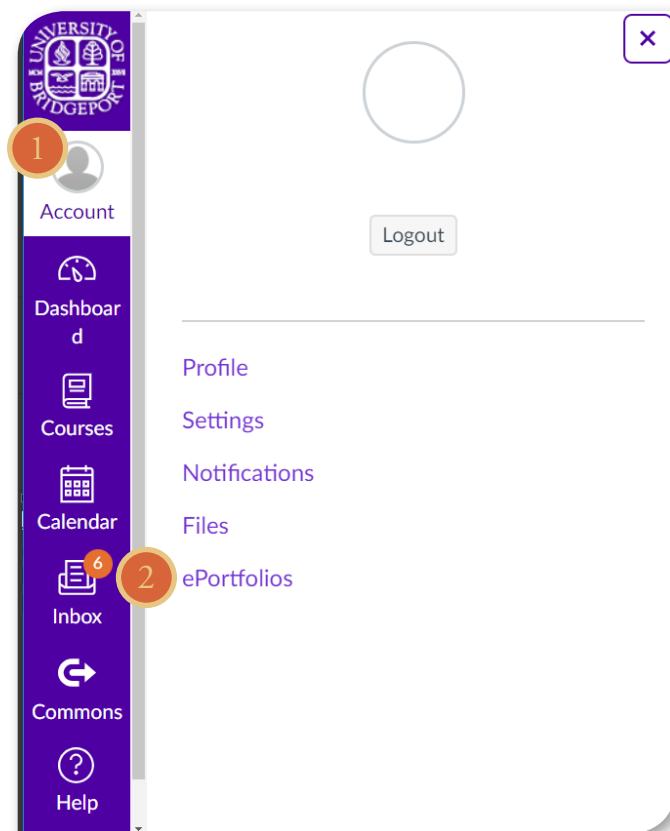 UNIVERSITY OF
BRIDGEPORT
1
Account
Dashboar
d
Courses
Calendar
6
Inbox
Commons
Help
×
Logout
Profile
Settings
Notifications
Files
2
ePortfolios